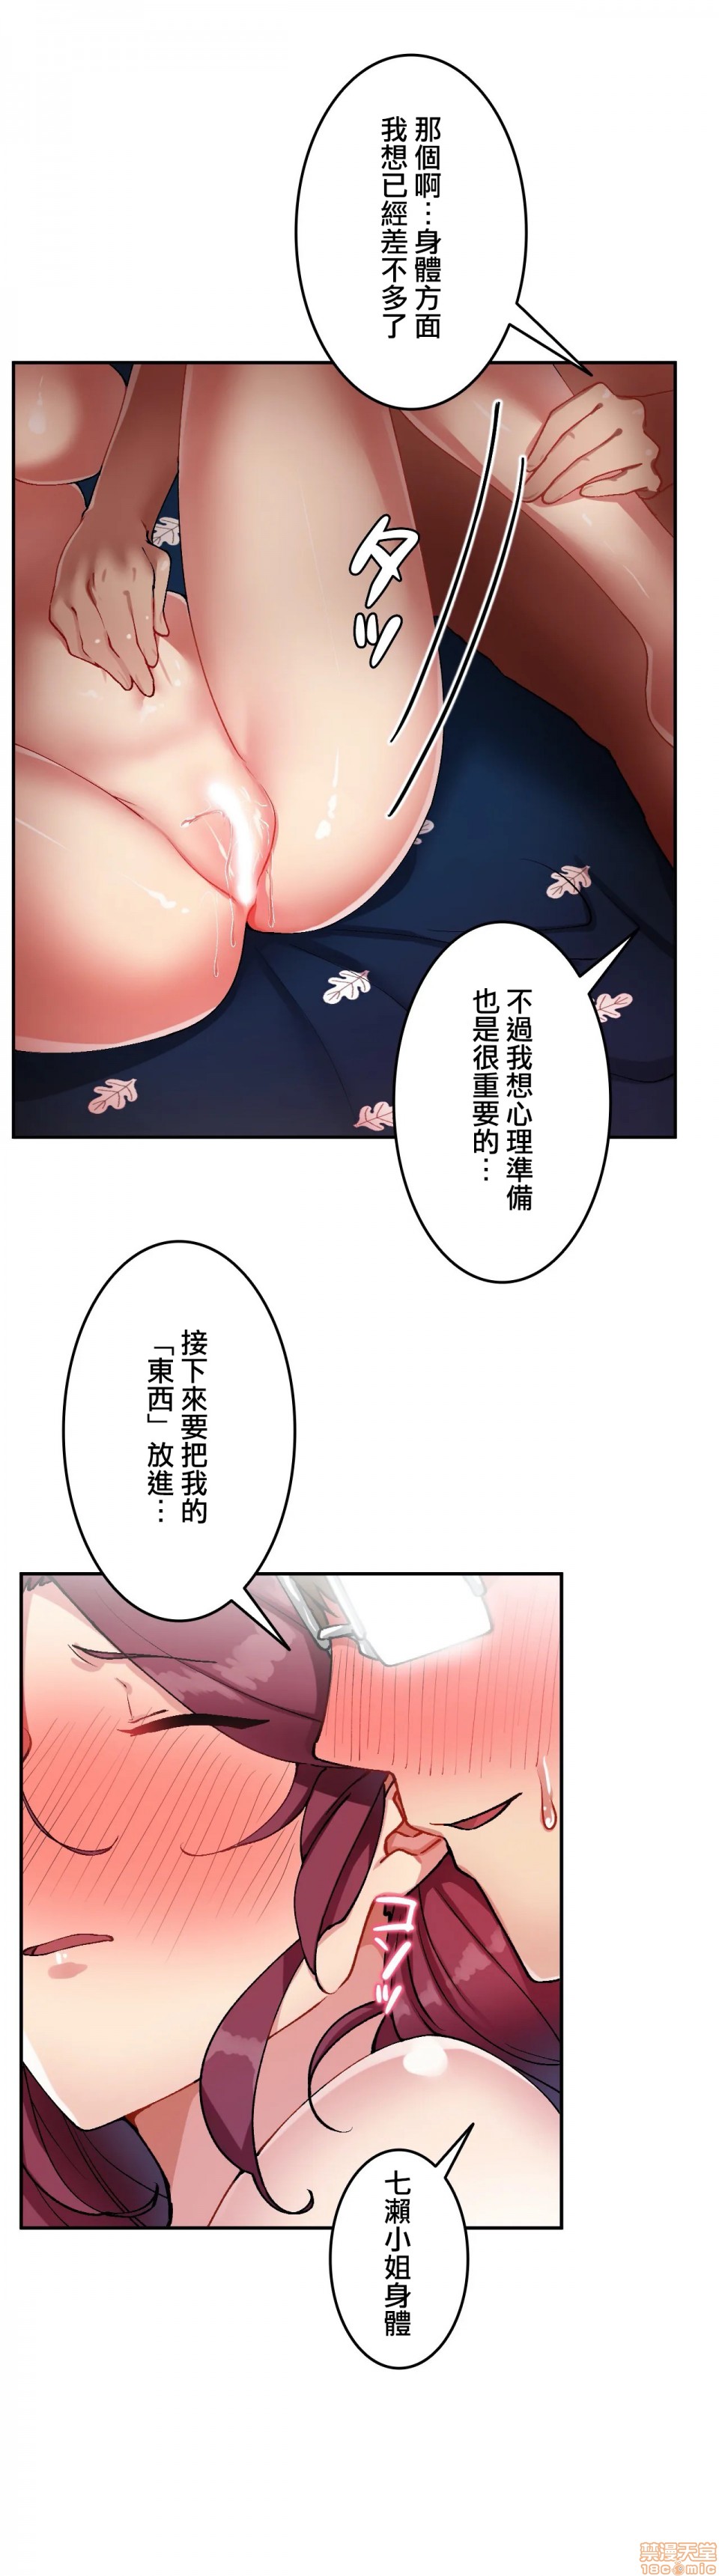 那個啊…身體方面
我想已經差不多了
タッ
不過我想心理準備
也是很重要的…
接下來要把我的
「東西」放進…
コシッ
七瀨小姐身體
禁漫天堂
18comic